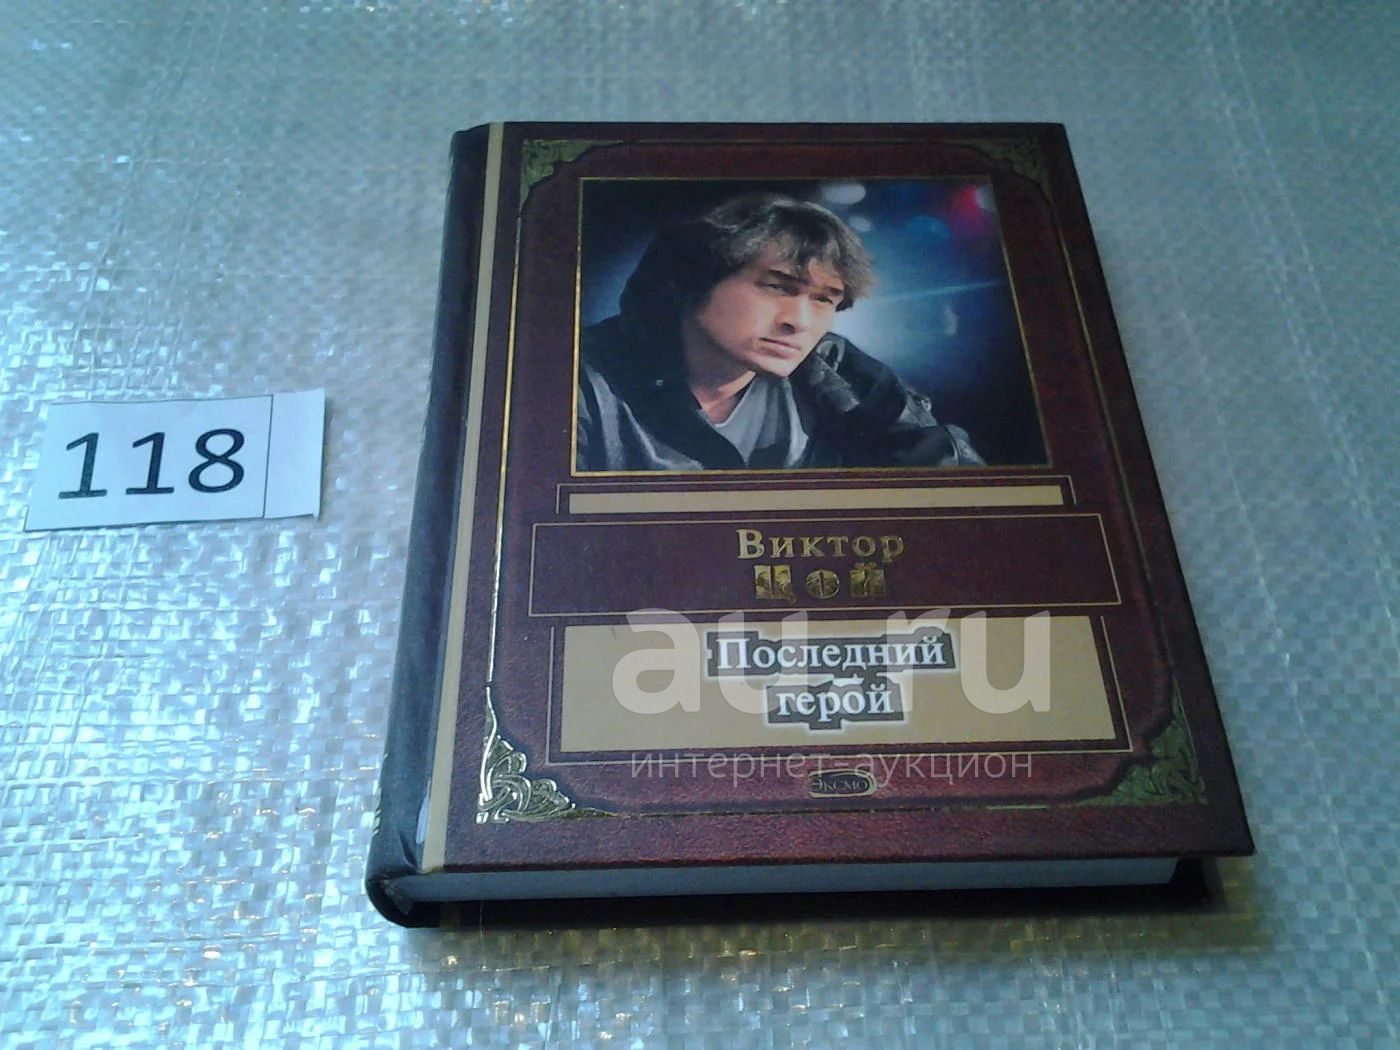 118
Виктор
Цой
Последний
герой
au.ru
интернет-аукцион
Эксмо